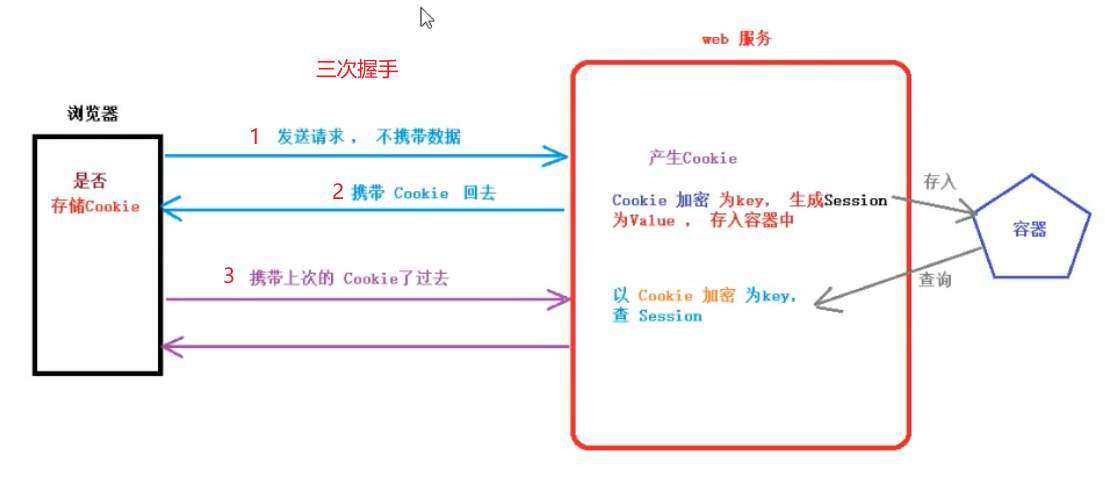 web 服务
三次握手
浏览器
1 发送请求， 不携带数据
产生Cookie
是否
存储Cookie
2 携带 Cookie 回去
Cookie 加密 为key， 生成Session
为Value ， 存入容器中
存入
容器
3 携带上次的 Cookie了过去
查询
以 Cookie 加密 为key，
查 Session